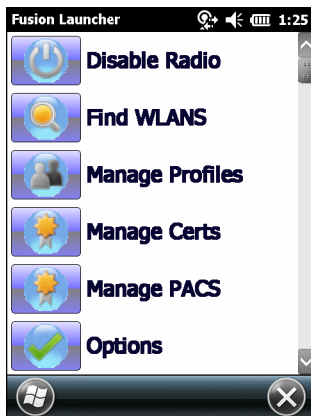 Fusion Launcher 1:25
Disable Radio
Find WLANS
Manage Profiles
Manage Certs
Manage PACS
Options